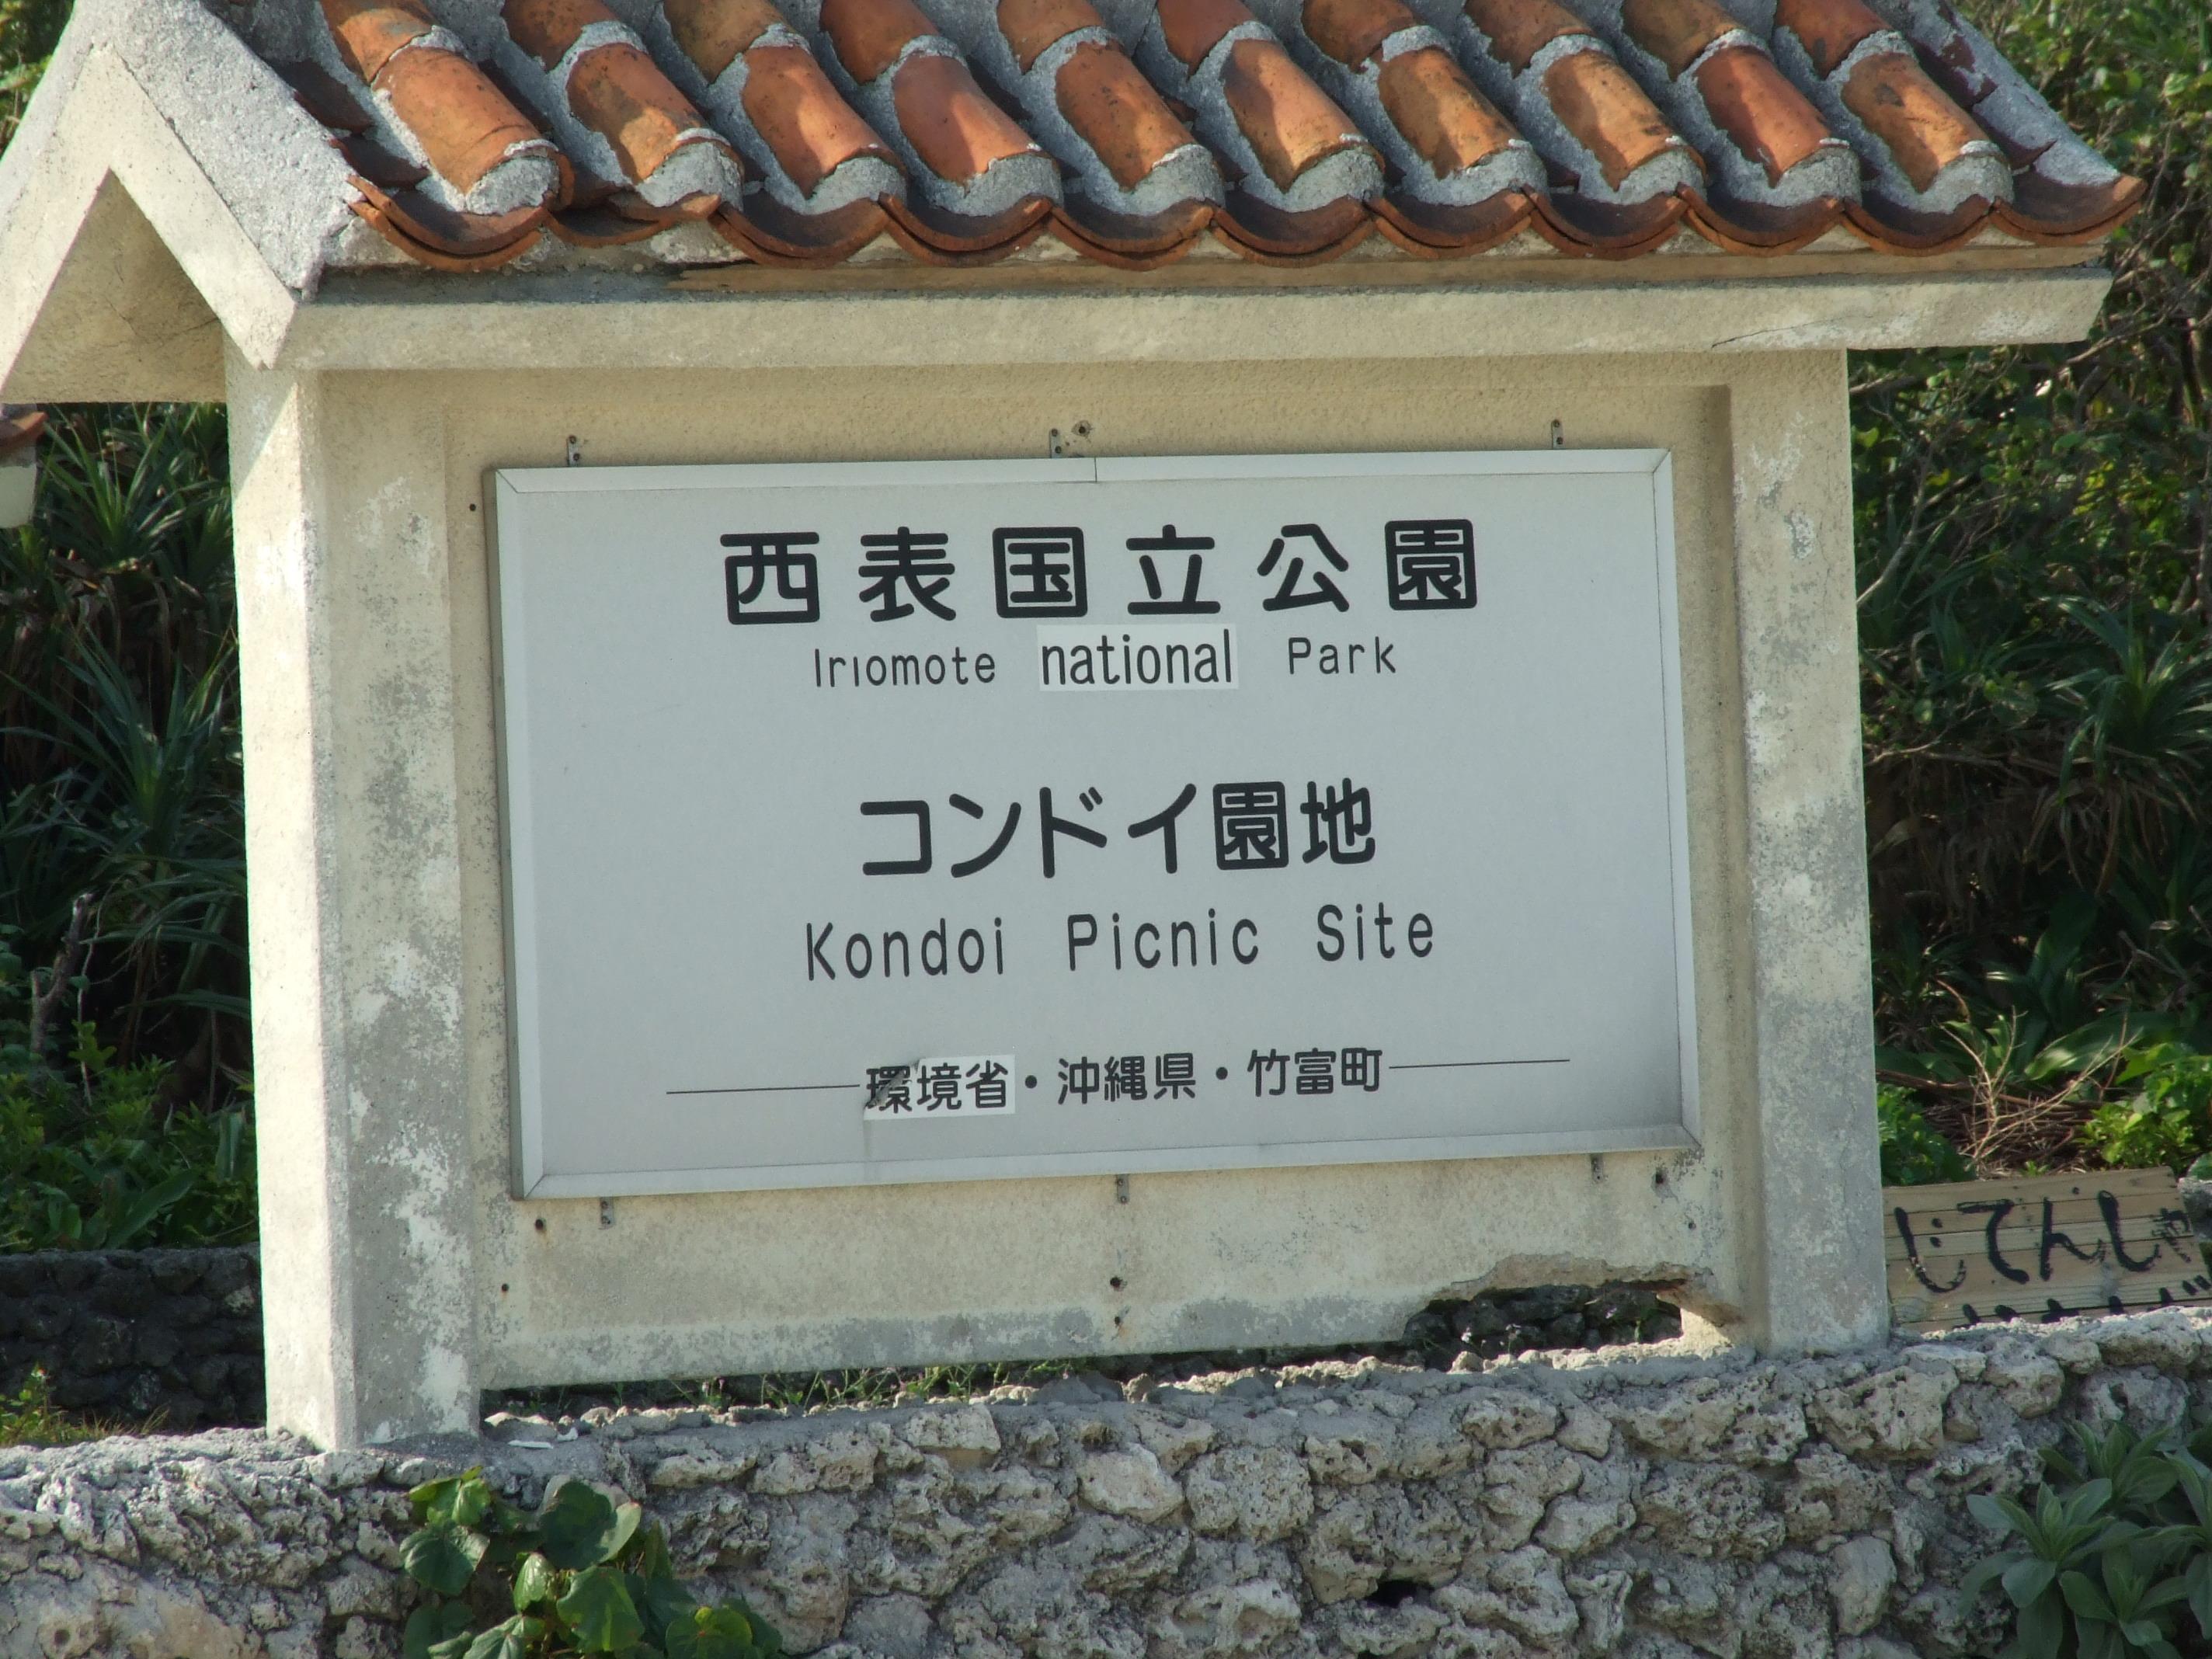 西表国立公園
Iriomote national Park
コンドイ園地
Kondoi Picnic Site
環境省・沖縄県・竹富町
じてんしゃ